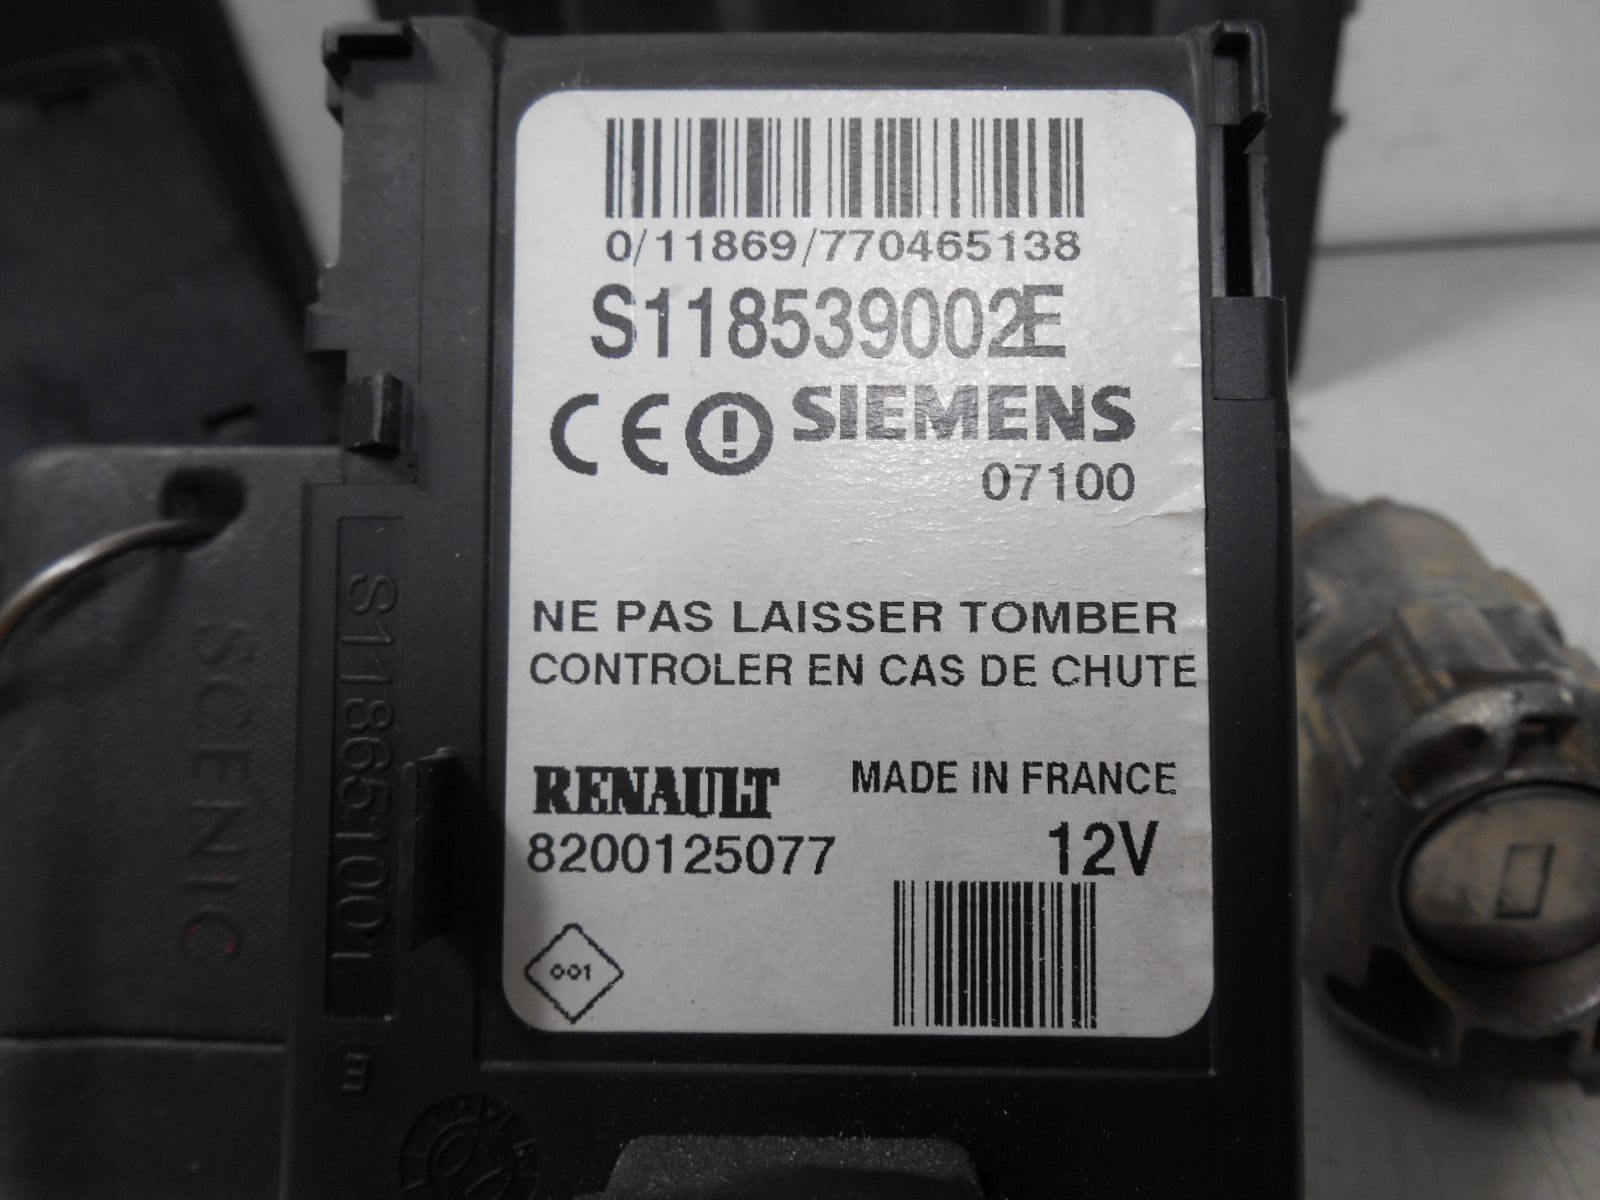 0/11869/770465138
S118539002E
CE SIEMENS
07100
NE PAS LAISSER TOMBER
CONTROLER EN CAS DE CHUTE
RENAULT MADE IN FRANCE
8200125077 12V
001
S118651001
E
SCENIC